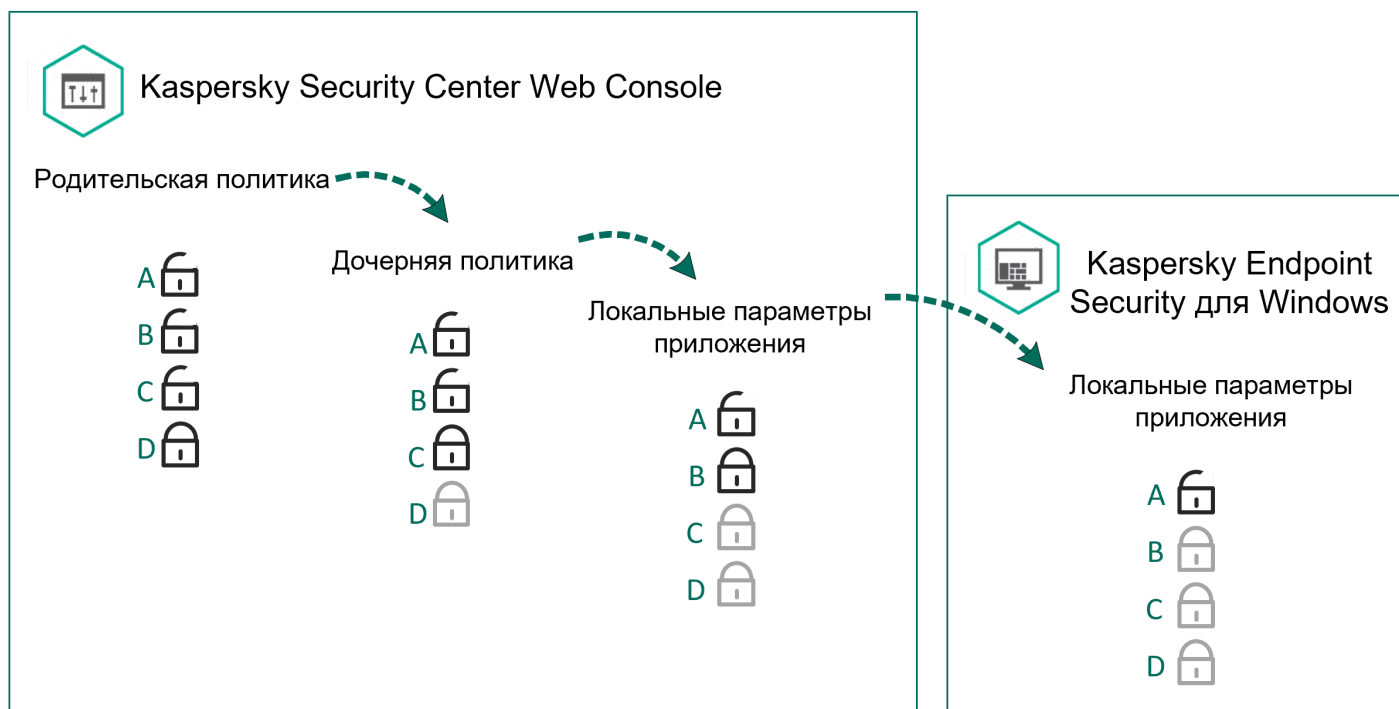 Kaspersky Security Center Web Console
Родительская политика
A
B
C
D
Дочерняя политика
A
B
C
D
Локальные параметры
приложения
A
B
C
D
Kaspersky Endpoint
Security для Windows
Локальные параметры
приложения
A
B
C
D